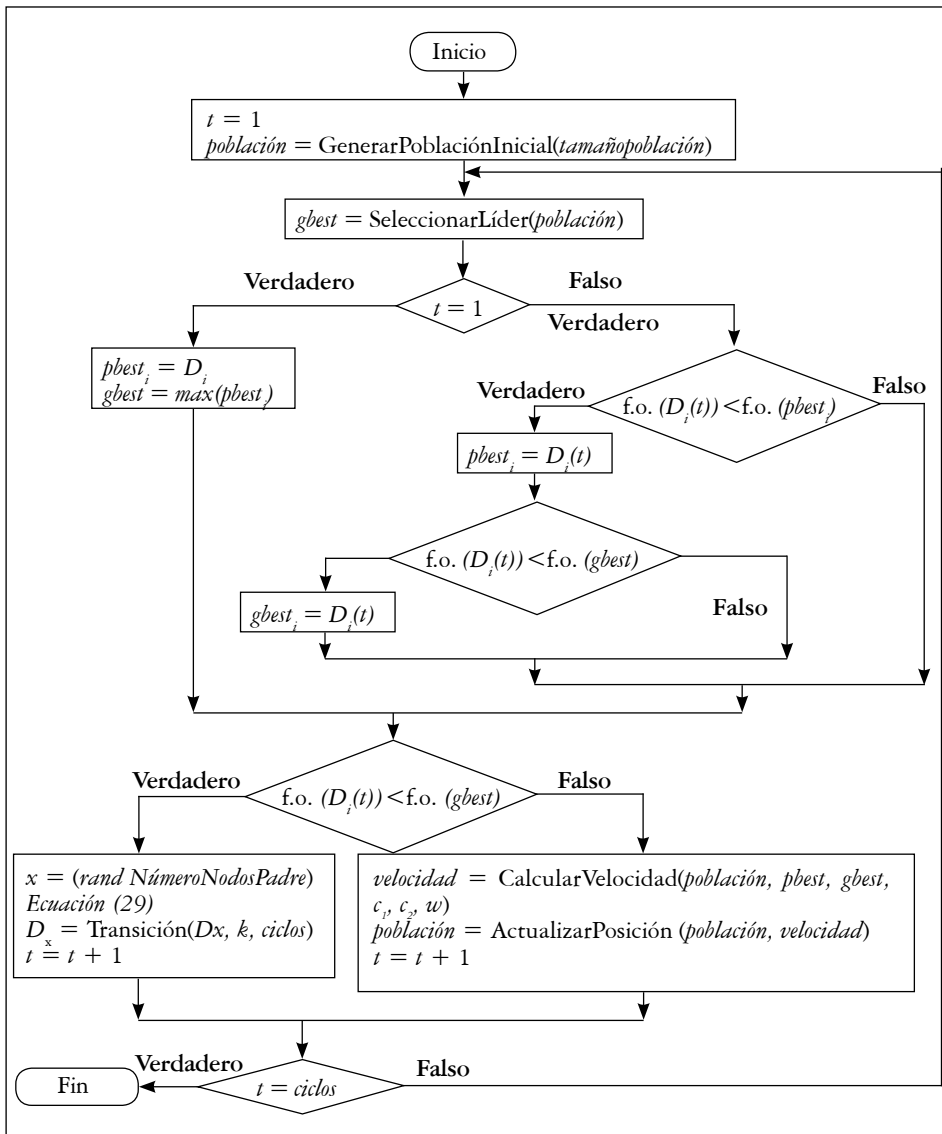 Inicio
t = 1
población = GenerarPoblaciónInicial(tamañopoblación)
gbest = SeleccionarLíder(población)
Verdadero
Falso
t = 1
Verdadero
pbest_i = D_i
gbest = max(pbest_i)
Verdadero
Falso
f.o. (D_i(t)) < f.o. (pbest_i)
pbest_i = D_i(t)
f.o. (D_i(t)) < f.o. (gbest)
gbest_i = D_i(t)
Falso
Verdadero
Falso
f.o. (D_i(t)) < f.o. (gbest)
x = (rand NúmeroNodosPadre)
Ecuación (29)
D_x = Transición(Dx, k, ciclos)
t = t + 1
velocidad = CalcularVelocidad(población, pbest, gbest,
c_1, c_2, w)
población = ActualizarPosición (población, velocidad)
t = t + 1
Verdadero
Falso
Fin
t = ciclos